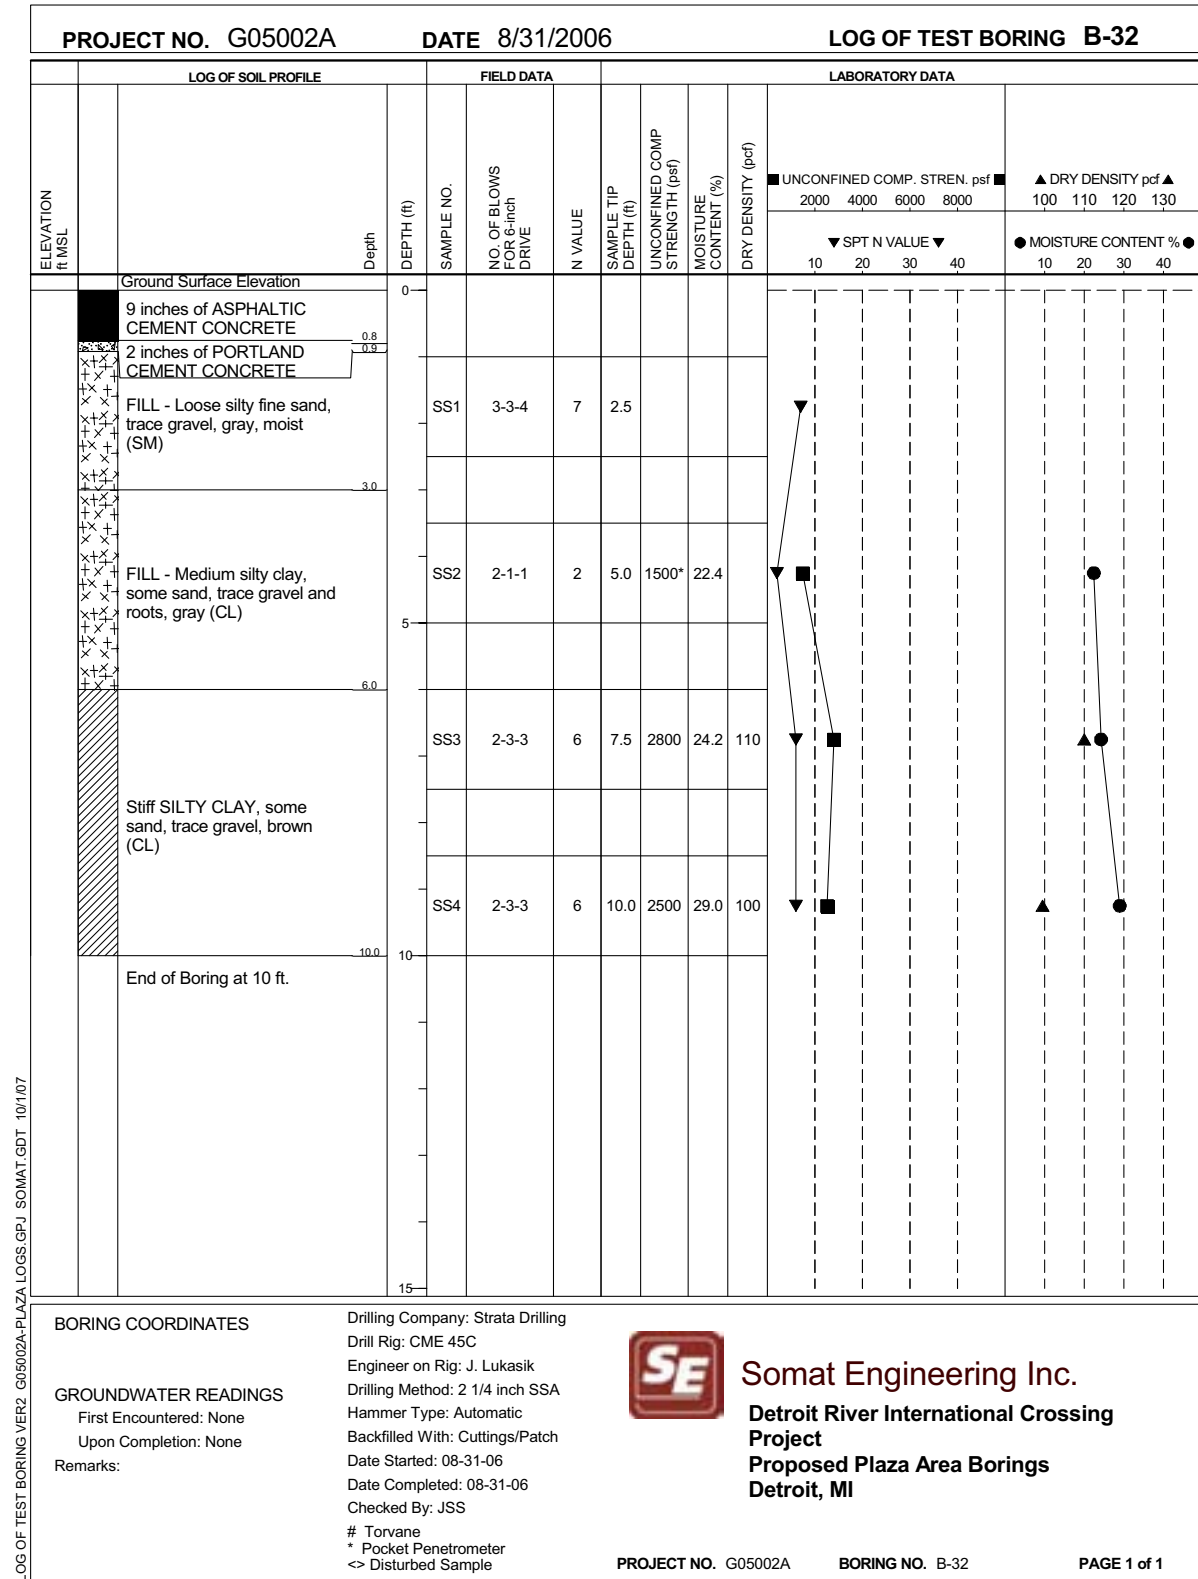 PROJECT NO. G05002A DATE 8/31/2006 LOG OF TEST BORING B-32
LOG OF SOIL PROFILE FIELD DATA LABORATORY DATA
ELEVATION
ft MSL
Depth
DEPTH (ft)
SAMPLE NO.
NO. OF BLOWS
FOR 6-inch
DRIVE
N VALUE
SAMPLE TIP
DEPTH (ft)
UNCONFINED COMP
STRENGTH (psf)
MOISTURE
CONTENT (%)
DRY DENSITY (pcf)
■ UNCONFINED COMP. STREN. psf ■
2000 4000 6000 8000
▼ SPT N VALUE ▼
10 20 30 40
▲ DRY DENSITY pcf ▲
100 110 120 130
● MOISTURE CONTENT % ●
10 20 30 40
Ground Surface Elevation
0
9 inches of ASPHALTIC
CEMENT CONCRETE
0.8
0.9
2 inches of PORTLAND
CEMENT CONCRETE
FILL - Loose silty fine sand,
trace gravel, gray, moist
(SM)
SS1 3-3-4 7 2.5
3.0
FILL - Medium silty clay,
some sand, trace gravel and
roots, gray (CL)
SS2 2-1-1 2 5.0 1500* 22.4
5
6.0
SS3 2-3-3 6 7.5 2800 24.2 110
Stiff SILTY CLAY, some
sand, trace gravel, brown
(CL)
SS4 2-3-3 6 10.0 2500 29.0 100
10.0
10
End of Boring at 10 ft.
15
LOG OF TEST BORING VER2 G05002A-PLAZA LOGS.GPJ SOMAT.GDT 10/1/07
BORING COORDINATES
GROUNDWATER READINGS
First Encountered: None
Upon Completion: None
Remarks:
Drilling Company: Strata Drilling
Drill Rig: CME 45C
Engineer on Rig: J. Lukasik
Drilling Method: 2 1/4 inch SSA
Hammer Type: Automatic
Backfilled With: Cuttings/Patch
Date Started: 08-31-06
Date Completed: 08-31-06
Checked By: JSS
# Torvane
* Pocket Penetrometer
<> Disturbed Sample
SE
Somat Engineering Inc.
Detroit River International Crossing
Project
Proposed Plaza Area Borings
Detroit, MI
PROJECT NO. G05002A BORING NO. B-32 PAGE 1 of 1